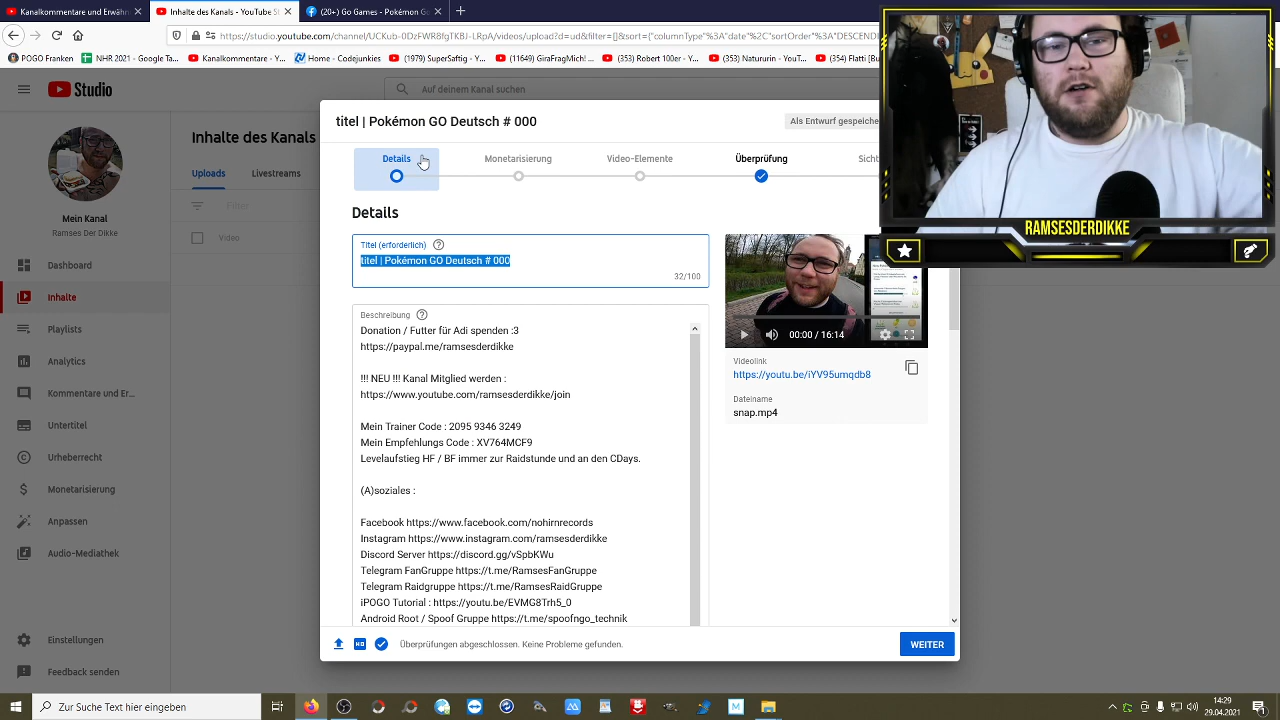 Kanalkommentare - YouTube S
Inhalte des Kanals - YouTube St
(20+) Go Games - Pokémon GO
https://studio.youtube.com/channel/UCKub-0DzFWR8fgTBJ-LRpA/videos/upload?d=ud&filter=[]&sort={"columnType"%3A"date"%2C"sortOrder"%3A"DESCENDI
POGO Franken
NHR 2021 - Google T...
Kanalkommentare - Y...
Home - Codejunkies
(1979) SuperSaftig - Y...
(11649) GiraFragMich! ...
(353) Robert 100er - ...
(353) Natururin - YouT...
(354) Flatti [Bu
Studio
Auf deinem Kanal suchen
Mein Kanal
Ramses Der Dikke
Dashboard
Inhalte
Playlists
Analytics
Kommentare und Er...
Untertitel
Urheberrecht
Monetarisierung
Anpassen
Audio-Mediathek
Einstellungen
Feedback senden
Inhalte des Kanals
Uploads
Livestreams
Filter
Video
titel | Pokémon GO Deutsch # 000
Als Entwurf gespeiche
Details
Monetarisierung
Video-Elemente
Überprüfung
Sicht
Details
Titel (erforderlich)
titel | Pokémon GO Deutsch # 000
32/100
Beschreibung
Donation / Futter für Adi spenden :3
https://paypal.me/ramsesderdikke
!!! NEU !!! Kanal Mitglied werden :
https://www.youtube.com/ramsesderdikke/join
Mein Trainer Code : 2095 9346 3249
Mein Empfehlungs Code : XV764MCF9
Levelaufstieg HF / BF immer zur Raidstunde und an den CDays.
(A)soziales :
Facebook https://www.facebook.com/nohirnrecords
Instagram https://www.instagram.com/ramsesderdikke
Discord Server https://discord.gg/vSpbKWu
Telegram FanGruppe https://t.me/RamsesFanGruppe
Telegram Raidgruppe https://t.me/RamsesRaidGruppe
iPOGO Tutorial : https://youtu.be/EVMG8Trh5_0
Android Root / Spoof Gruppe https://t.me/spoofngo_technik
00:00 / 16:14
Videolink
https://youtu.be/iYV95umqdb8
Dateiname
snap.mp4
HD
Überprüfungen abgeschlossen. Keine Probleme gefunden.
WEITER
RAMSESDERDIKKE
Zur Suche hier eingeben
14:29
29.04.2021